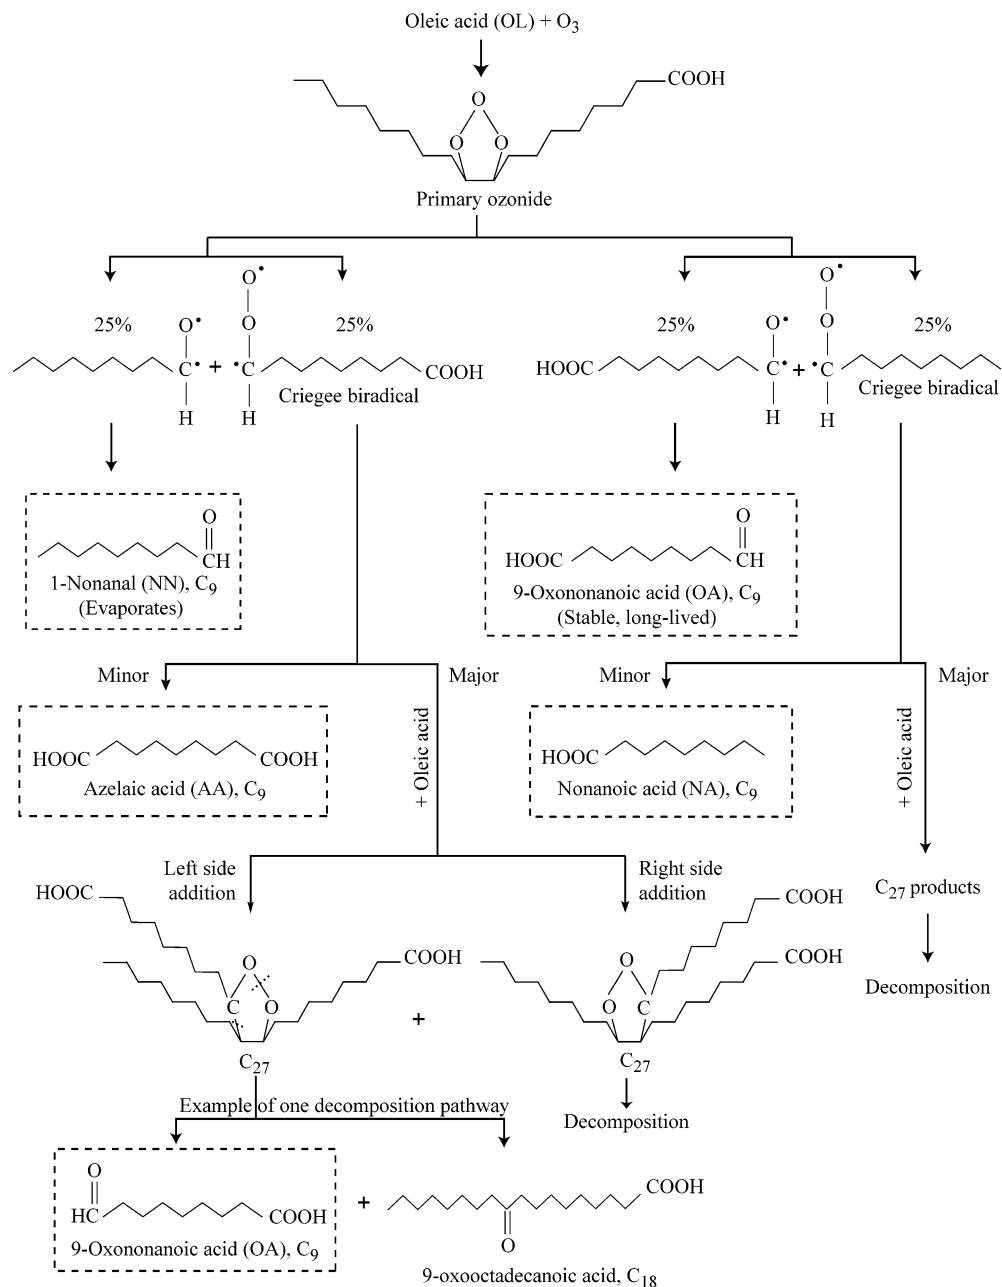 Oleic acid (OL) + O3
COOH
O
O O
Primary ozonide
O•
O
25% O• 25%
C• + •C COOH
H H
Criegee biradical
O•
O
25% O• 25%
HOOC C• + •C
H H
Criegee biradical
O
CH
1-Nonanal (NN), C9
(Evaporates)
O
HOOC CH
9-Oxononanoic acid (OA), C9
(Stable, long-lived)
Minor Major
HOOC COOH
Azelaic acid (AA), C9
+ Oleic acid
Minor Major
HOOC
Nonanoic acid (NA), C9
+ Oleic acid
C27 products
Decomposition
Left side
addition
Right side
addition
HOOC
COOH
O
C O
C27
+
COOH
COOH
O
O C
C27
Decomposition
Example of one decomposition pathway
O
HC COOH
9-Oxononanoic acid (OA), C9
+
COOH
O
9-oxooctadecanoic acid, C18